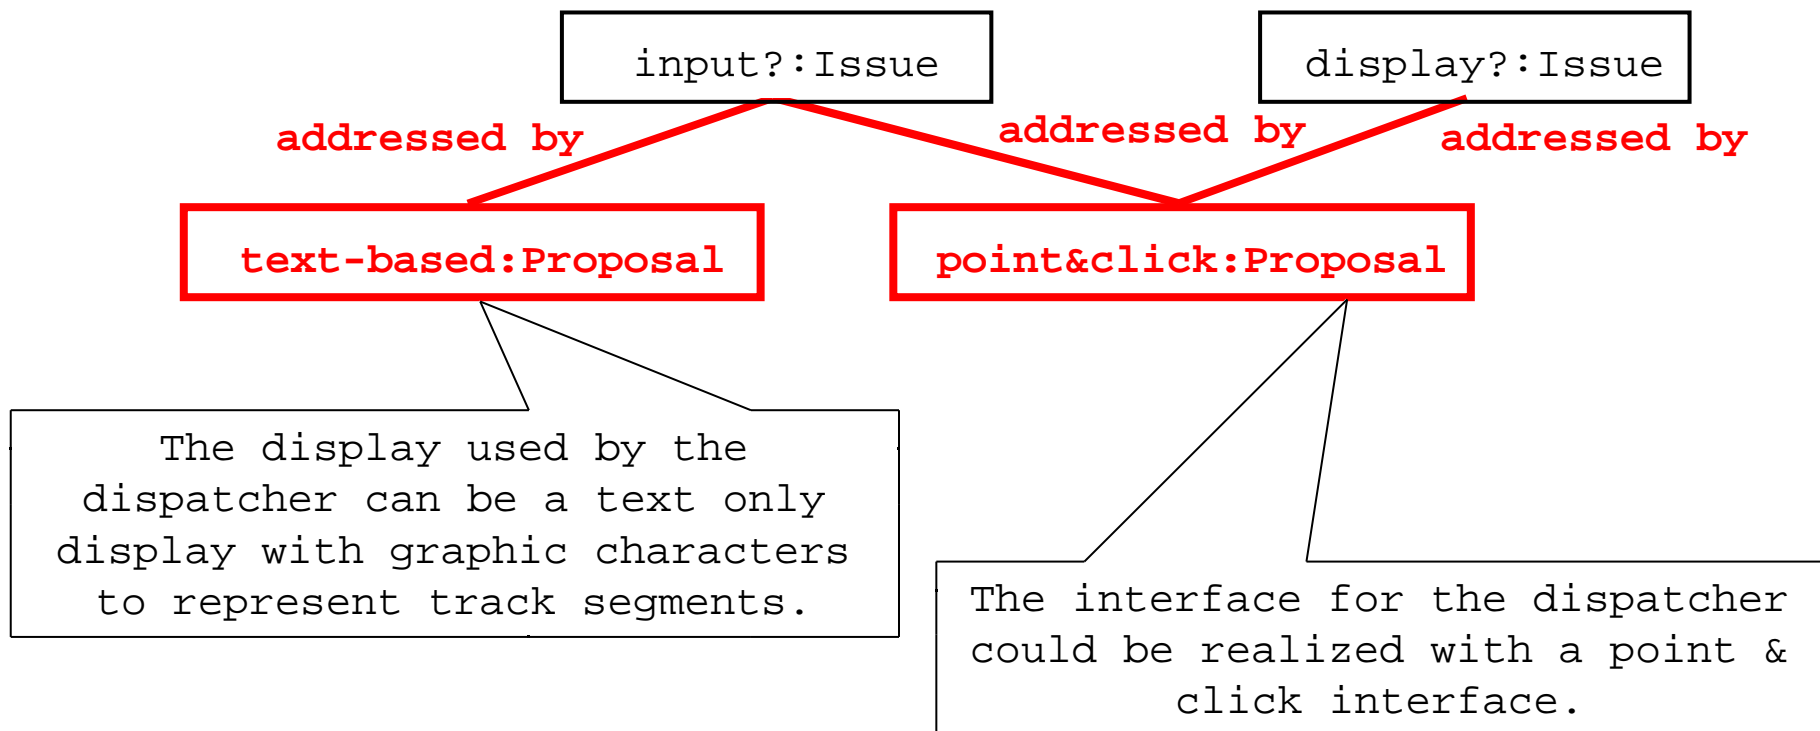 input?:Issue
display?:Issue
addressed by
addressed by
addressed by
text-based:Proposal
point&click:Proposal
The display used by the
dispatcher can be a text only
display with graphic characters
to represent track segments.
The interface for the dispatcher
could be realized with a point &
click interface.